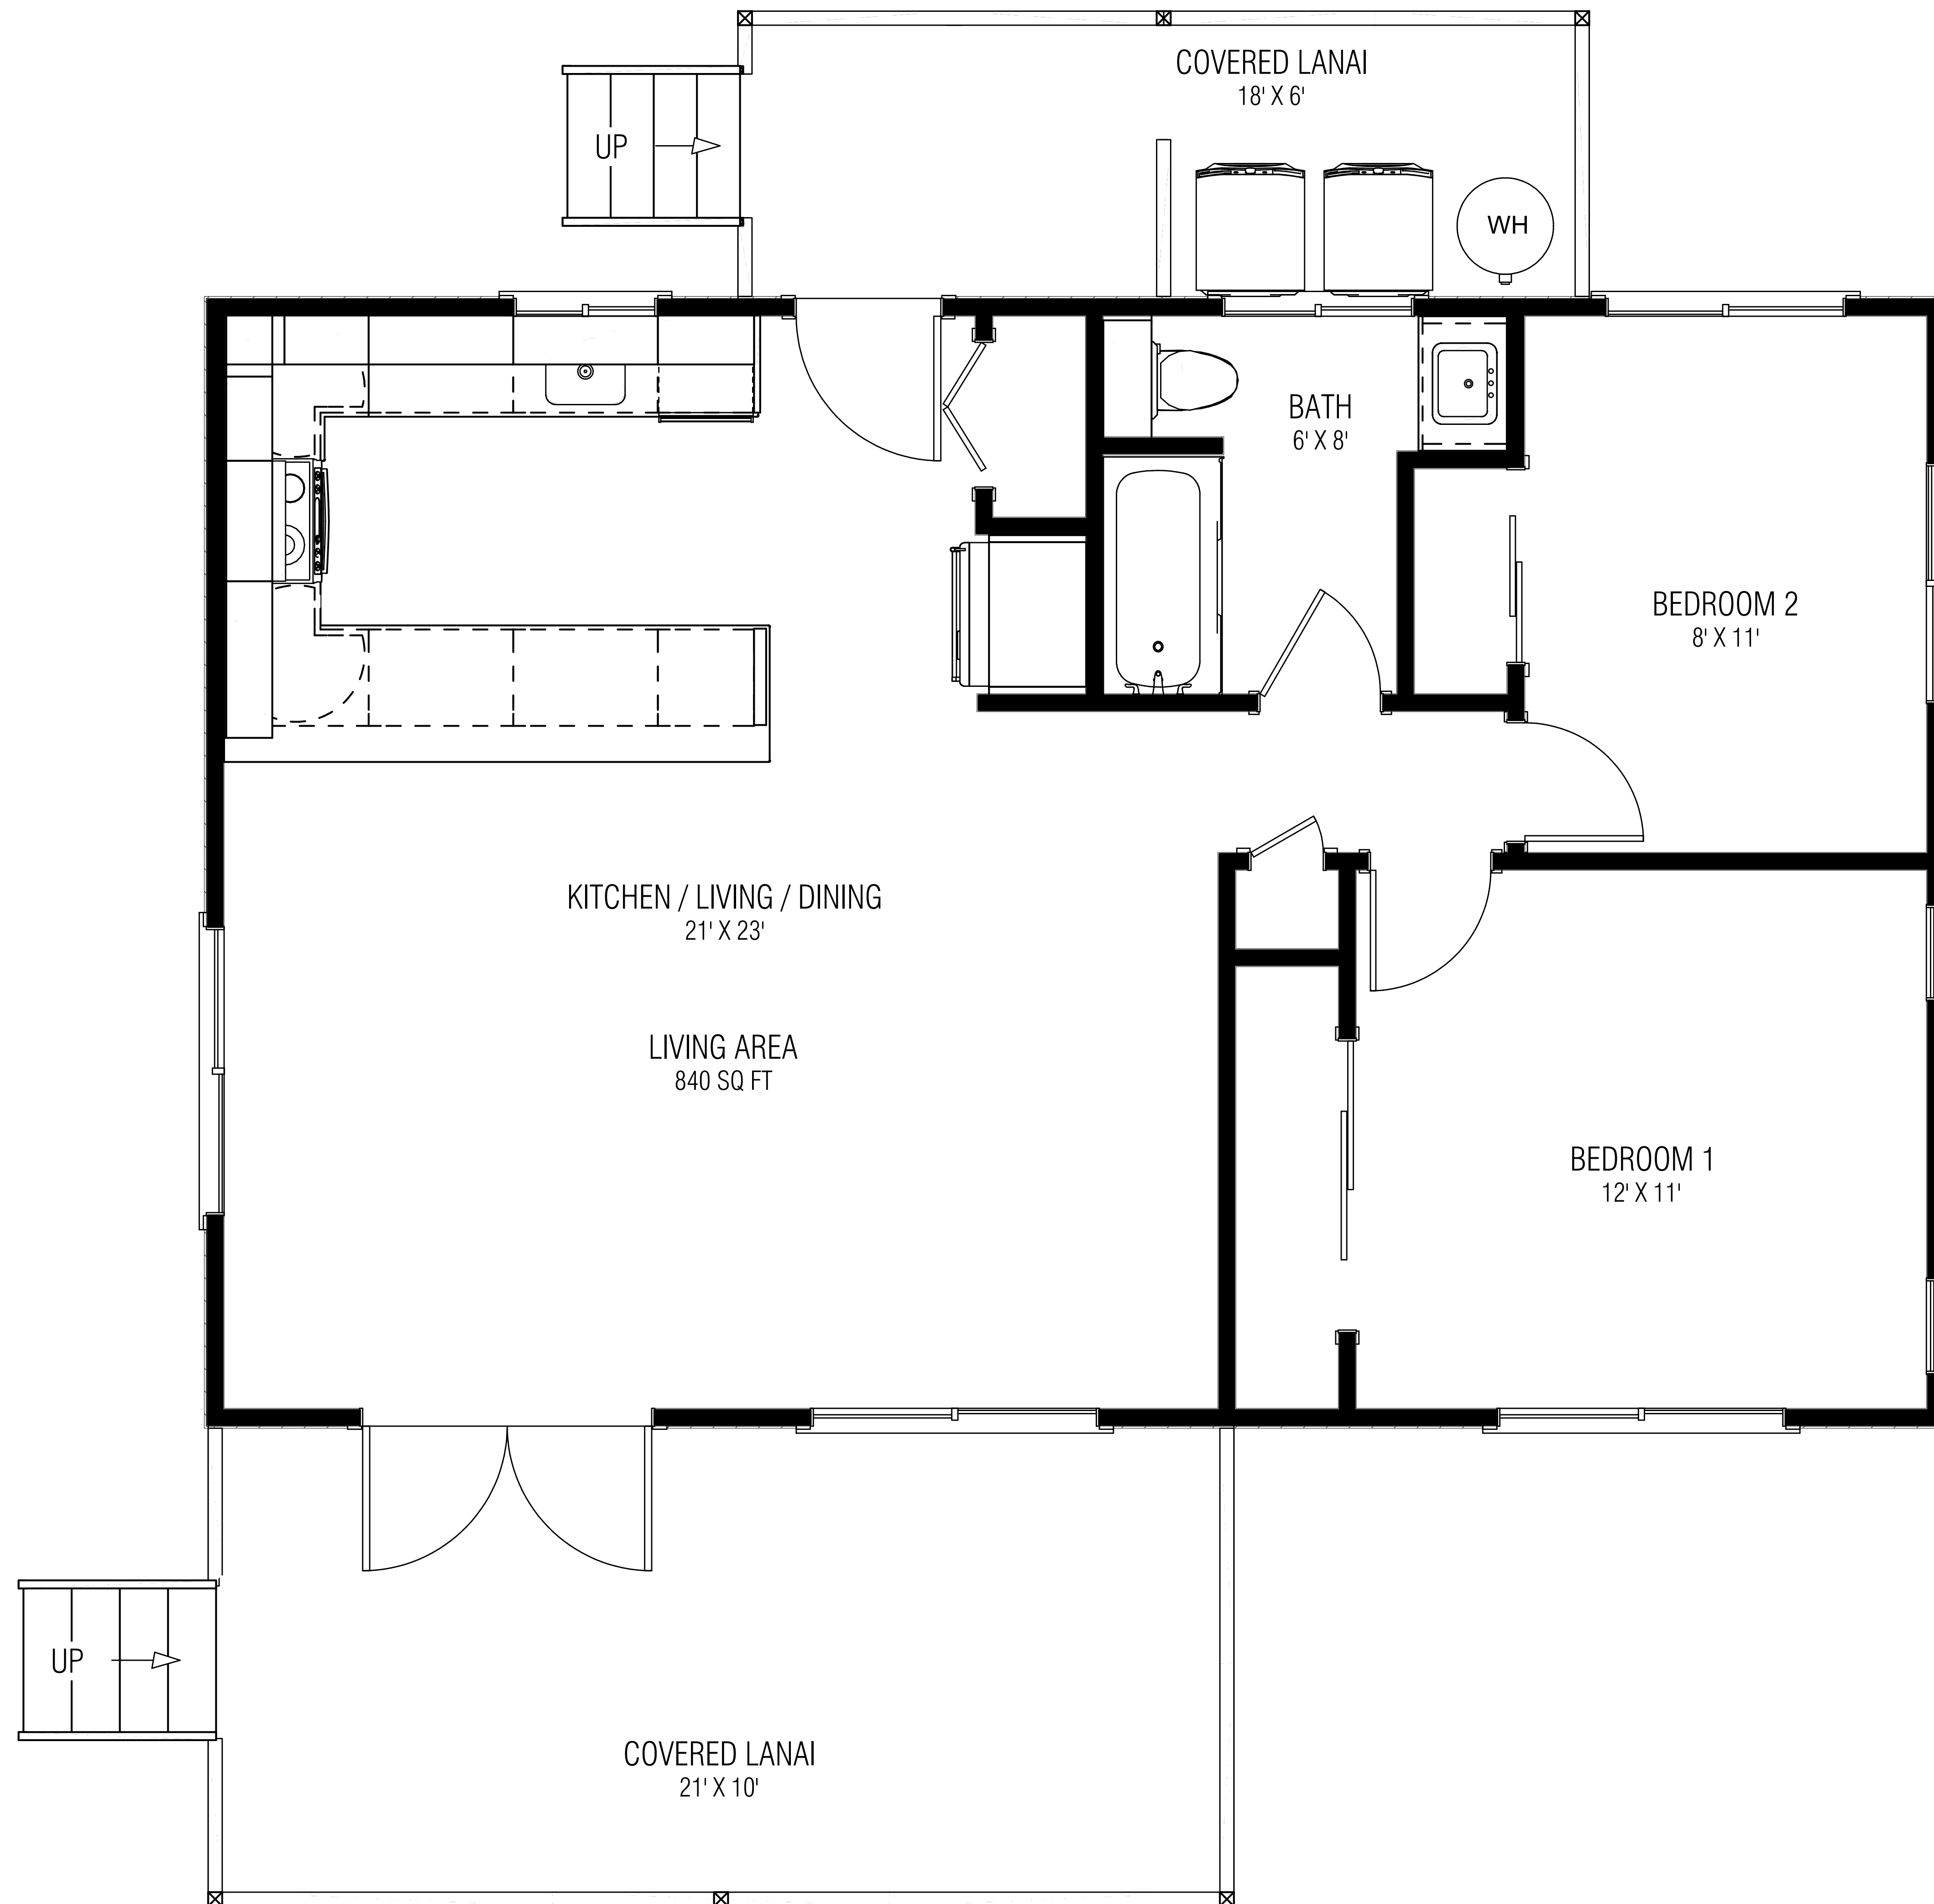 COVERED LANAI
18' X 6'
UP
WH
BATH
6' X 8'
BEDROOM 2
8' X 11'
KITCHEN / LIVING / DINING
21' X 23'
LIVING AREA
840 SQ FT
BEDROOM 1
12' X 11'
UP
COVERED LANAI
21' X 10'